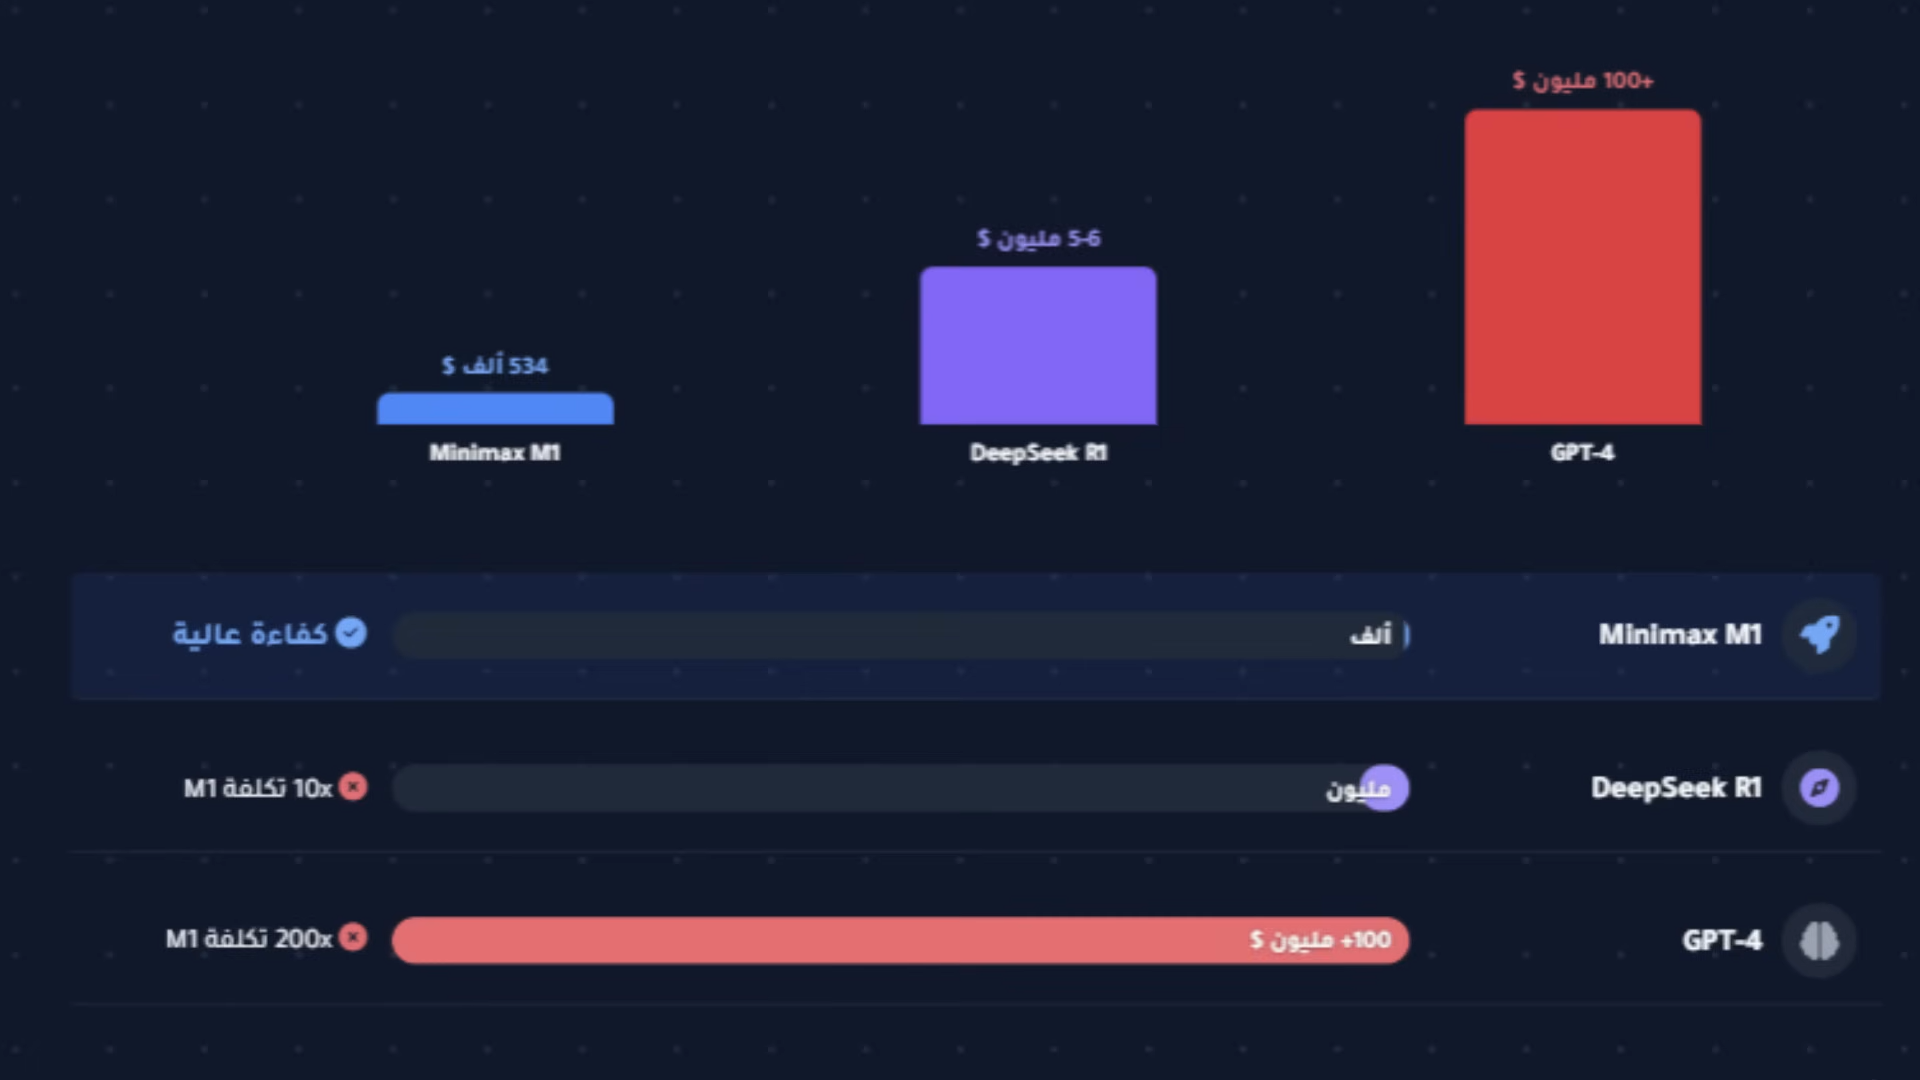 +100 مليون $
5-6 مليون $
534 ألف $
GPT-4
DeepSeek R1
Minimax M1
Minimax M1
ألف
كفاءة عالية
DeepSeek R1
مليون
10x تكلفة M1
GPT-4
100+ مليون $
200x تكلفة M1